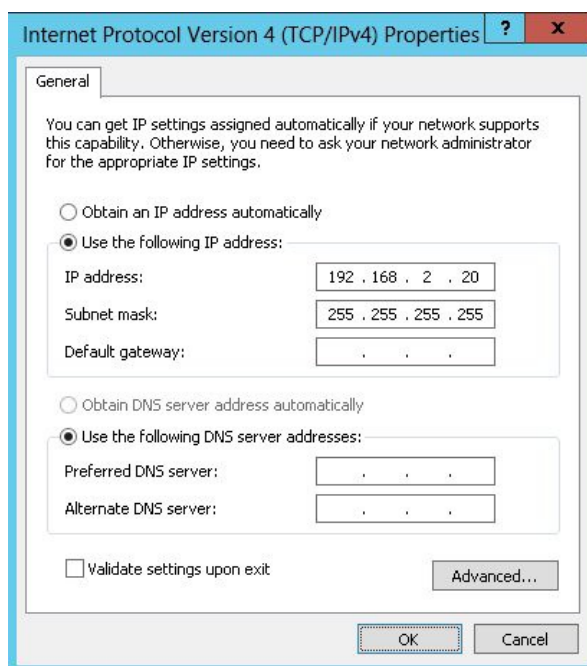 Internet Protocol Version 4 (TCP/IPv4) Properties ? x
General
You can get IP settings assigned automatically if your network supports
this capability. Otherwise, you need to ask your network administrator
for the appropriate IP settings.
Obtain an IP address automatically
Use the following IP address:
IP address: 192 . 168 . 2 . 20
Subnet mask: 255 . 255 . 255 . 255
Default gateway: . . .
Obtain DNS server address automatically
Use the following DNS server addresses:
Preferred DNS server: . . .
Alternate DNS server: . . .
Validate settings upon exit
Advanced...
OK Cancel